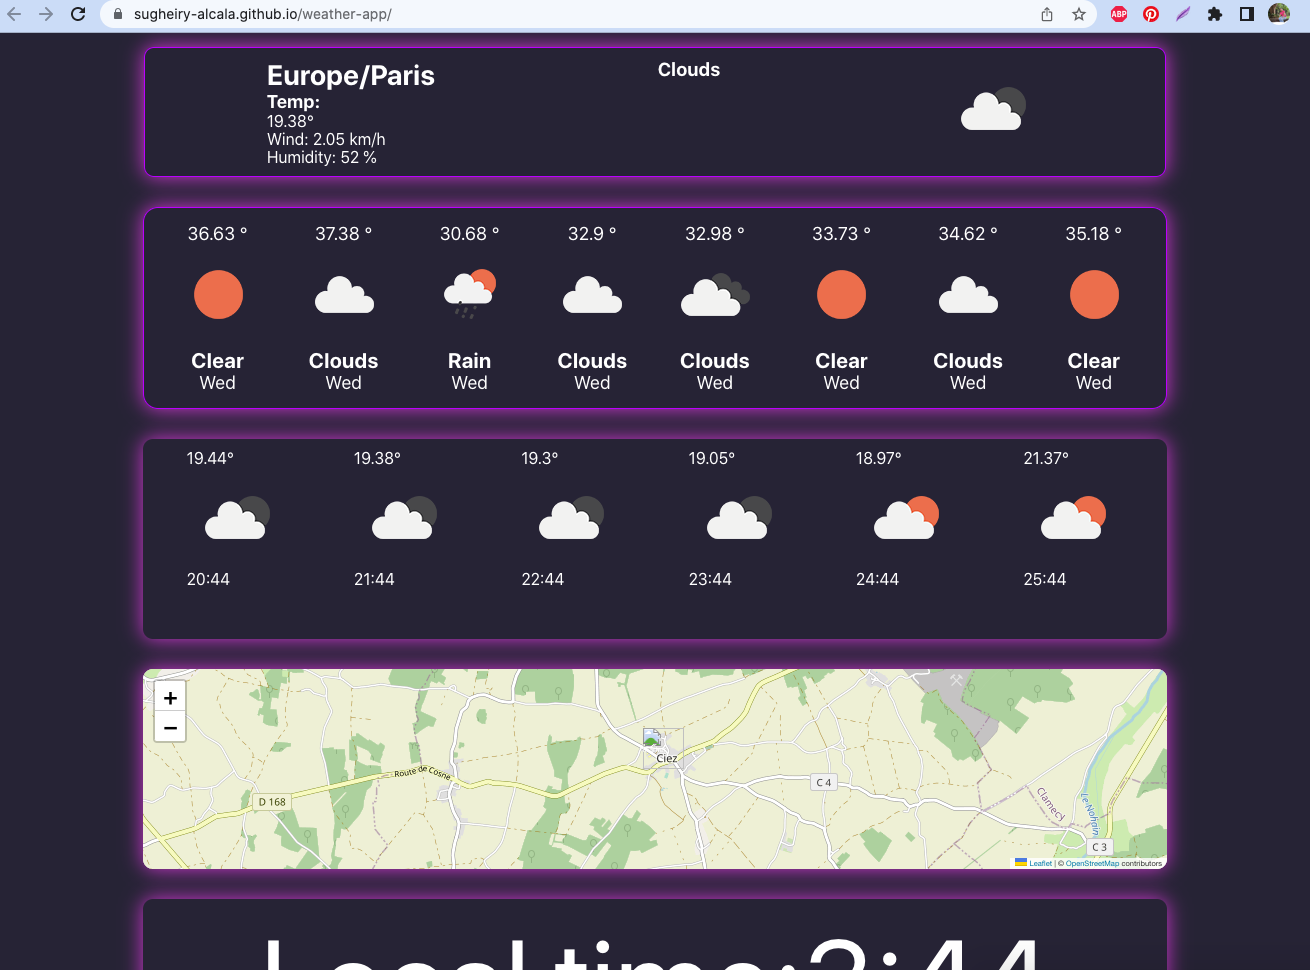 sugheiry-alcala.github.io/weather-app/
ABP
Europe/Paris
Clouds
Temp:
19.38°
Wind: 2.05 km/h
Humidity: 52 %
36.63 ° 37.38 ° 30.68 ° 32.9 ° 32.98 ° 33.73 ° 34.62 ° 35.18 °
Clear Clouds Rain Clouds Clouds Clear Clouds Clear
Wed Wed Wed Wed Wed Wed Wed Wed
19.44° 19.38° 19.3° 19.05° 18.97° 21.37°
20:44 21:44 22:44 23:44 24:44 25:44
+
−
Ciez
Route de Cosne
D 168
C 4
Clamecy
Le Nohain
C 3
Leaflet | © OpenStreetMap contributors
Local time:2:44